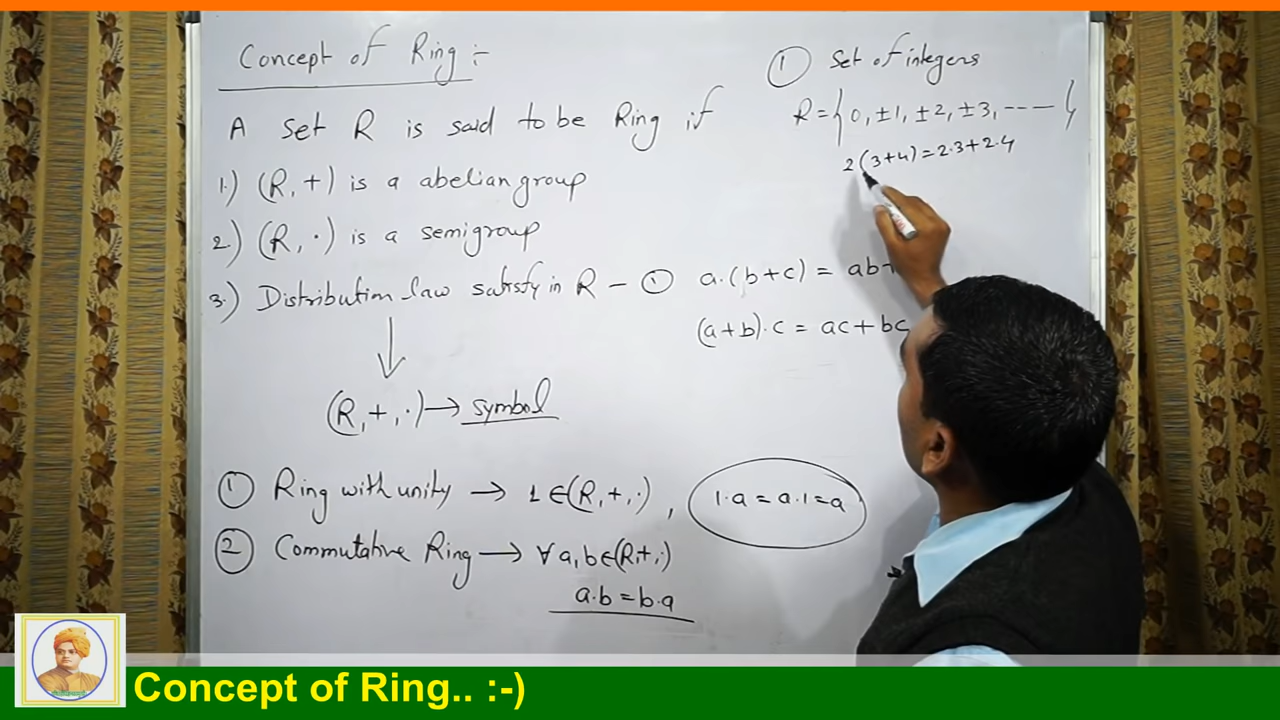 Concept of Ring :-
A set R is said to be Ring if
1.) (R, +) is a abelian group
2.) (R, ·) is a semigroup
3.) Distribution law satisfy in R - ① a.(b+c) = ab+
(a+b)·c = ac+bc
(R, +, ·) → symbol
① Ring with unity → 1 ∈ (R, +, ·), 1·a = a·1 = a
② Commutative Ring → ∀ a, b ∈ (R, +, ·)
a·b = b·a
① Set of integers
R = { 0, ±1, ±2, ±3, ---- }
2(3+4) = 2·3+2·4
Concept of Ring.. :-)